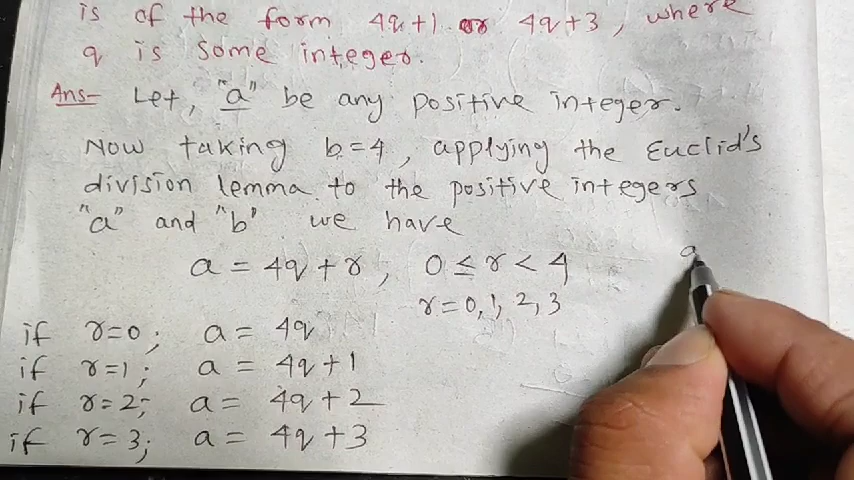 is of the form 4q+1 or 4q+3, where
q is some integer.
Ans- Let, "a" be any positive integer.
Now taking b=4, applying the Euclid's
division lemma to the positive integers
"a" and "b" we have
a = 4q + r, 0 ≤ r < 4
r = 0, 1, 2, 3
if r=0; a = 4q
if r=1; a = 4q+1
if r=2; a = 4q+2
if r=3; a = 4q+3